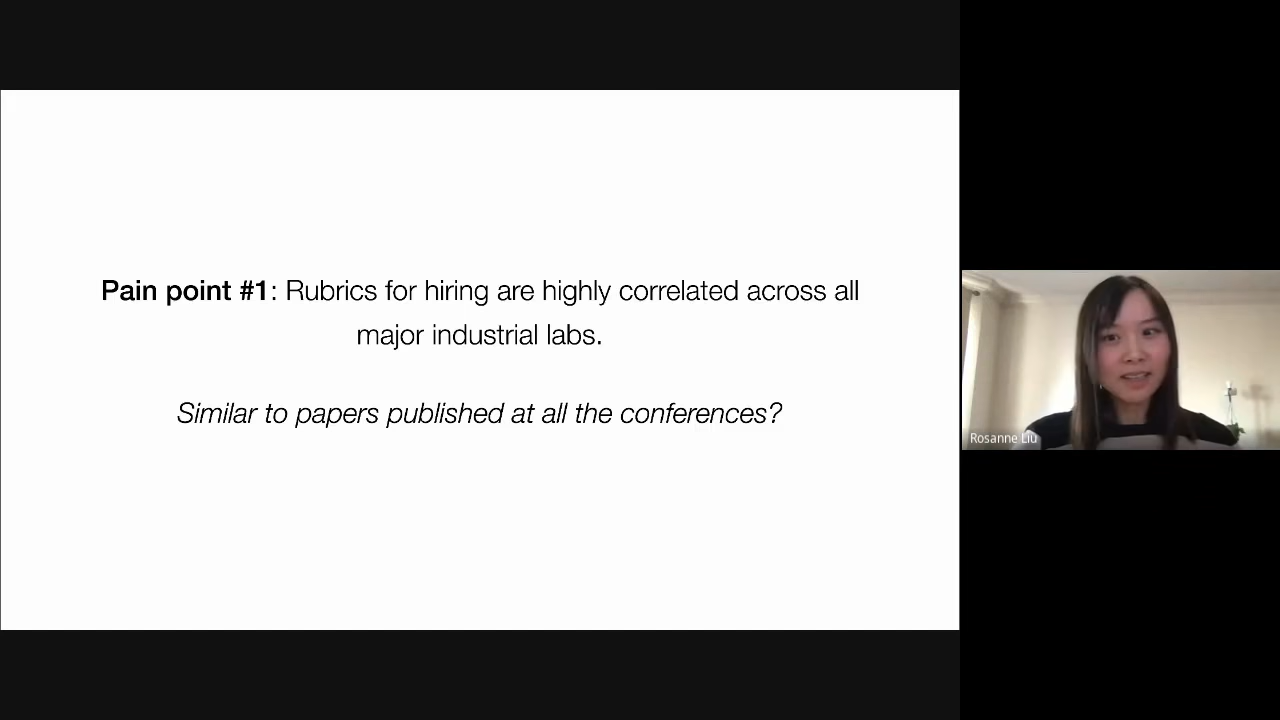 Pain point #1: Rubrics for hiring are highly correlated across all
major industrial labs.
Similar to papers published at all the conferences?
Rosanne Liu